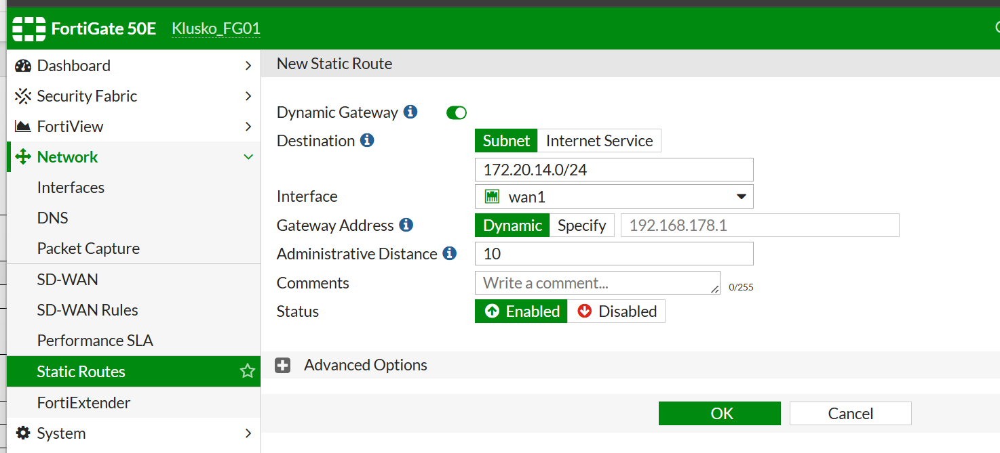 FortiGate 50E Klusko_FG01
Dashboard
Security Fabric
FortiView
Network
Interfaces
DNS
Packet Capture
SD-WAN
SD-WAN Rules
Performance SLA
Static Routes
FortiExtender
System
New Static Route
Dynamic Gateway
Destination Subnet Internet Service
172.20.14.0/24
Interface wan1
Gateway Address Dynamic Specify 192.168.178.1
Administrative Distance 10
Comments Write a comment... 0/255
Status Enabled Disabled
Advanced Options
OK Cancel